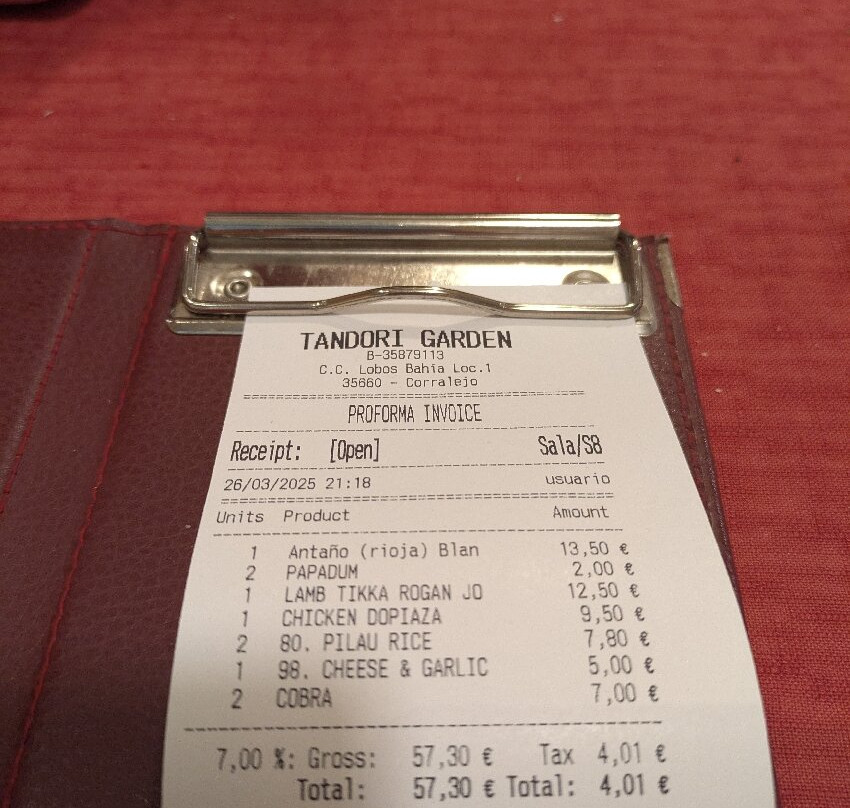 TANDORI GARDEN
B-35879113
C.C. Lobos Bahia Loc.1
35660 - Corralejo
PROFORMA INVOICE
Receipt: [Open] Sala/S8
26/03/2025 21:18 usuario
Units Product Amount
1 Antaño (rioja) Blan 13,50 €
2 PAPADUM 2,00 €
1 LAMB TIKKA ROGAN JO 12,50 €
1 CHICKEN DOPIAZA 9,50 €
2 80. PILAU RICE 7,80 €
1 98. CHEESE & GARLIC 5,00 €
2 COBRA 7,00 €
7,00 %: Gross: 57,30 € Tax 4,01 €
Total: 57,30 € Total: 4,01 €